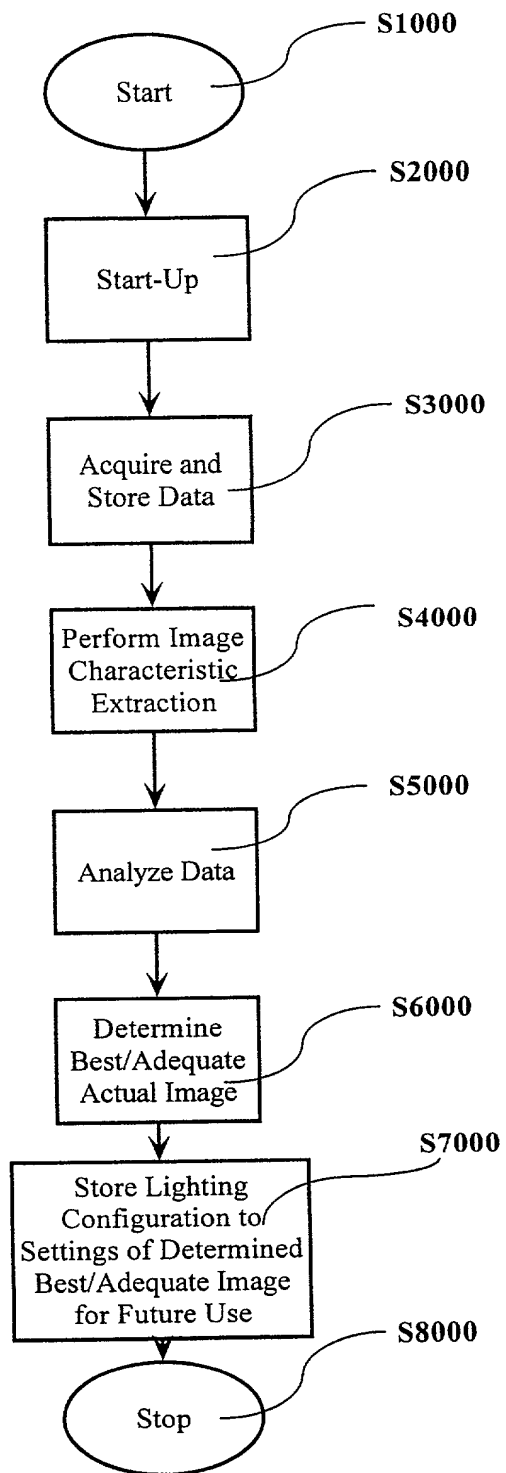 S1000
Start
S2000
Start-Up
S3000
Acquire and
Store Data
S4000
Perform Image
Characteristic
Extraction
S5000
Analyze Data
S6000
Determine
Best/Adequate
Actual Image
S7000
Store Lighting
Configuration to
Settings of Determined
Best/Adequate Image
for Future Use
S8000
Stop